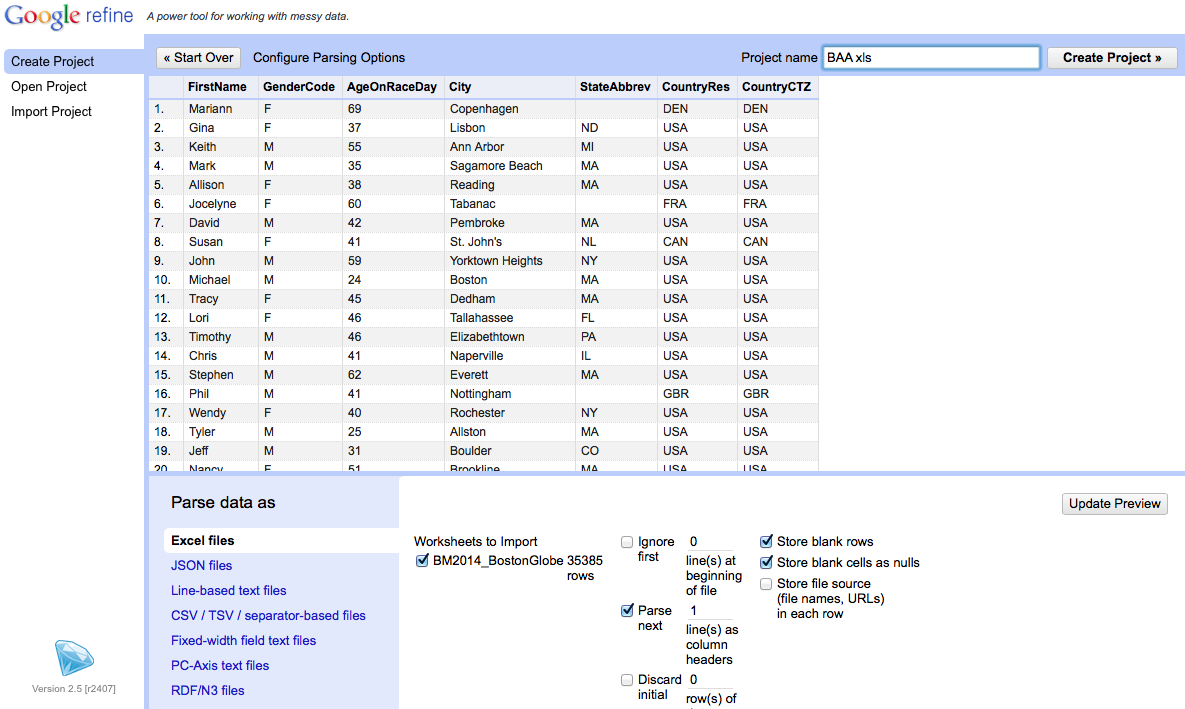 Google refine A power tool for working with messy data.
Create Project
Open Project
Import Project
« Start Over Configure Parsing Options Project name BAA xls Create Project »
FirstName GenderCode AgeOnRaceDay City StateAbbrev CountryRes CountryCTZ
1. Mariann F 69 Copenhagen DEN DEN
2. Gina F 37 Lisbon ND USA USA
3. Keith M 55 Ann Arbor MI USA USA
4. Mark M 35 Sagamore Beach MA USA USA
5. Allison F 38 Reading MA USA USA
6. Jocelyne F 60 Tabanac FRA FRA
7. David M 42 Pembroke MA USA USA
8. Susan F 41 St. John's NL CAN CAN
9. John M 59 Yorktown Heights NY USA USA
10. Michael M 24 Boston MA USA USA
11. Tracy F 45 Dedham MA USA USA
12. Lori F 46 Tallahassee FL USA USA
13. Timothy M 46 Elizabethtown PA USA USA
14. Chris M 41 Naperville IL USA USA
15. Stephen M 62 Everett MA USA USA
16. Phil M 41 Nottingham GBR GBR
17. Wendy F 40 Rochester NY USA USA
18. Tyler M 25 Allston MA USA USA
19. Jeff M 31 Boulder CO USA USA
20. Nancy F 51 Brookline MA USA USA
Parse data as
Excel files
JSON files
Line-based text files
CSV / TSV / separator-based files
Fixed-width field text files
PC-Axis text files
RDF/N3 files
Update Preview
Worksheets to Import
BM2014_BostonGlobe 35385
rows
Ignore 0
first line(s) at
beginning
of file
Parse 1
next line(s) as
column
headers
Discard 0
initial row(s) of
Store blank rows
Store blank cells as nulls
Store file source
(file names, URLs)
in each row
Version 2.5 [r2407]